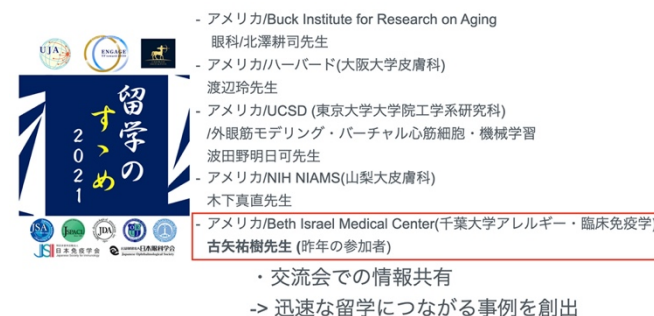 - アメリカ/Buck Institute for Research on Aging
眼科/北澤耕司先生
- アメリカ/ハーバード(大阪大学皮膚科)
渡辺玲先生
- アメリカ/UCSD (東京大学大学院工学系研究科)
/外眼筋モデリング・バーチャル心筋細胞・機械学習
波田野明日可先生
- アメリカ/NIH NIAMS(山梨大皮膚科)
木下真直先生
- アメリカ/Beth Israel Medical Center(千葉大学アレルギー・臨床免疫学)
古矢祐樹先生 (昨年の参加者)
・交流会での情報共有
-> 迅速な留学につながる事例を創出
UJA
ENGAGE
留学の
すゝめ
2021
JSA
JSPACR
JDA
JSI 日本免疫学会
日本眼科学会
Japanese Ophthalmological Society